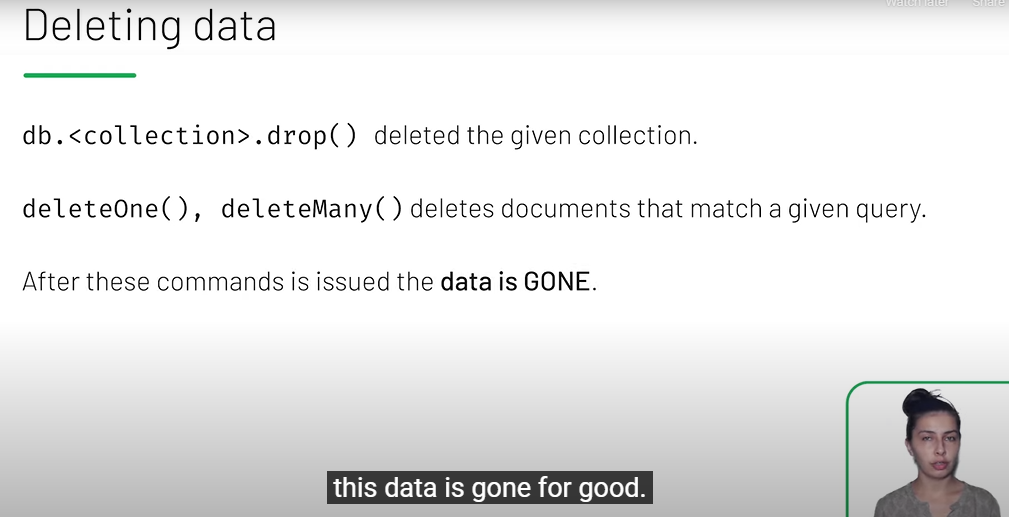 Watch later Share
Deleting data
db.<collection>.drop() deleted the given collection.
deleteOne(), deleteMany() deletes documents that match a given query.
After these commands is issued the data is GONE.
this data is gone for good.